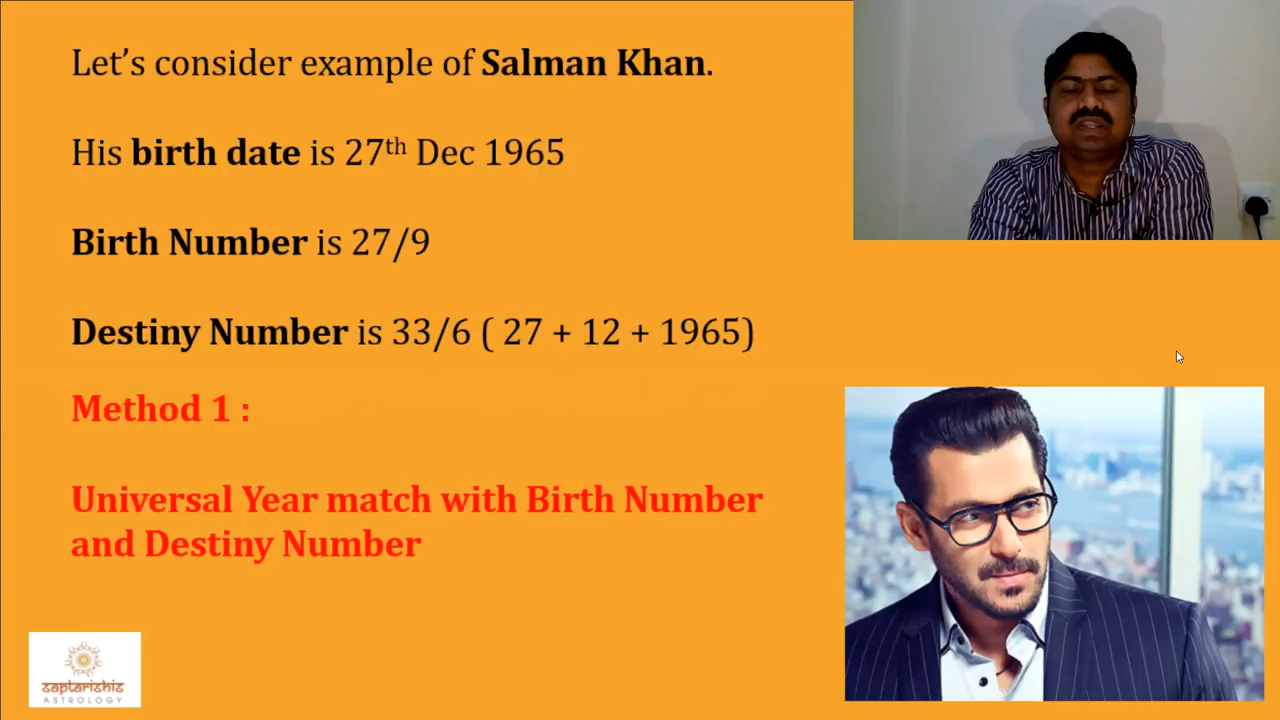 Let’s consider example of Salman Khan.
His birth date is 27th Dec 1965
Birth Number is 27/9
Destiny Number is 33/6 ( 27 + 12 + 1965)
Method 1 :
Universal Year match with Birth Number
and Destiny Number
saptarishis
ASTROLOGY